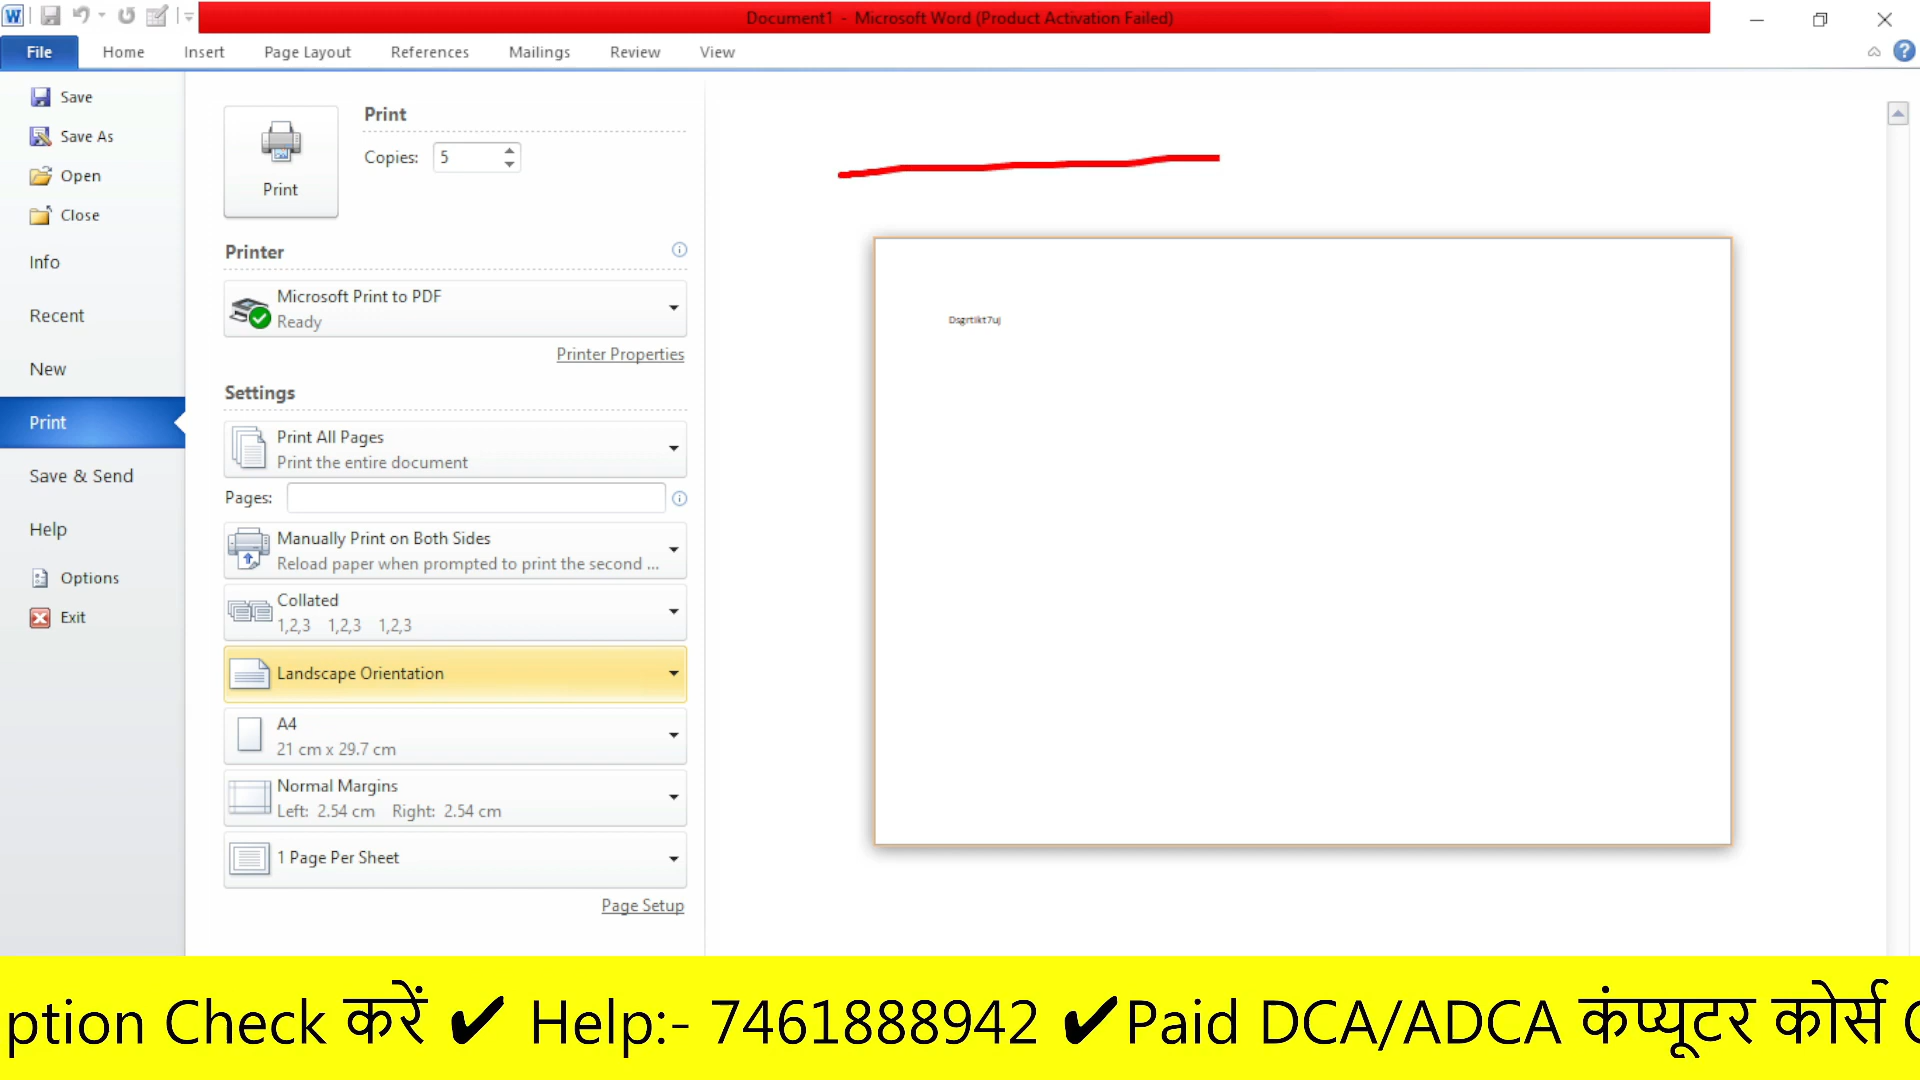 Document1 - Microsoft Word (Product Activation Failed)
File Home Insert Page Layout References Mailings Review View
Save
Save As
Open
Close
Info
Recent
New
Print
Save & Send
Help
Options
Exit
Print
Print
Copies: 5
Printer
Microsoft Print to PDF
Ready
Printer Properties
Settings
Print All Pages
Print the entire document
Pages:
Manually Print on Both Sides
Reload paper when prompted to print the second ...
Collated
1,2,3 1,2,3 1,2,3
Landscape Orientation
A4
21 cm x 29.7 cm
Normal Margins
Left: 2.54 cm Right: 2.54 cm
1 Page Per Sheet
Page Setup
Dsgrtikt7uj
ption Check करें ✔ Help:- 7461888942 ✔Paid DCA/ADCA कंप्यूटर कोर्स